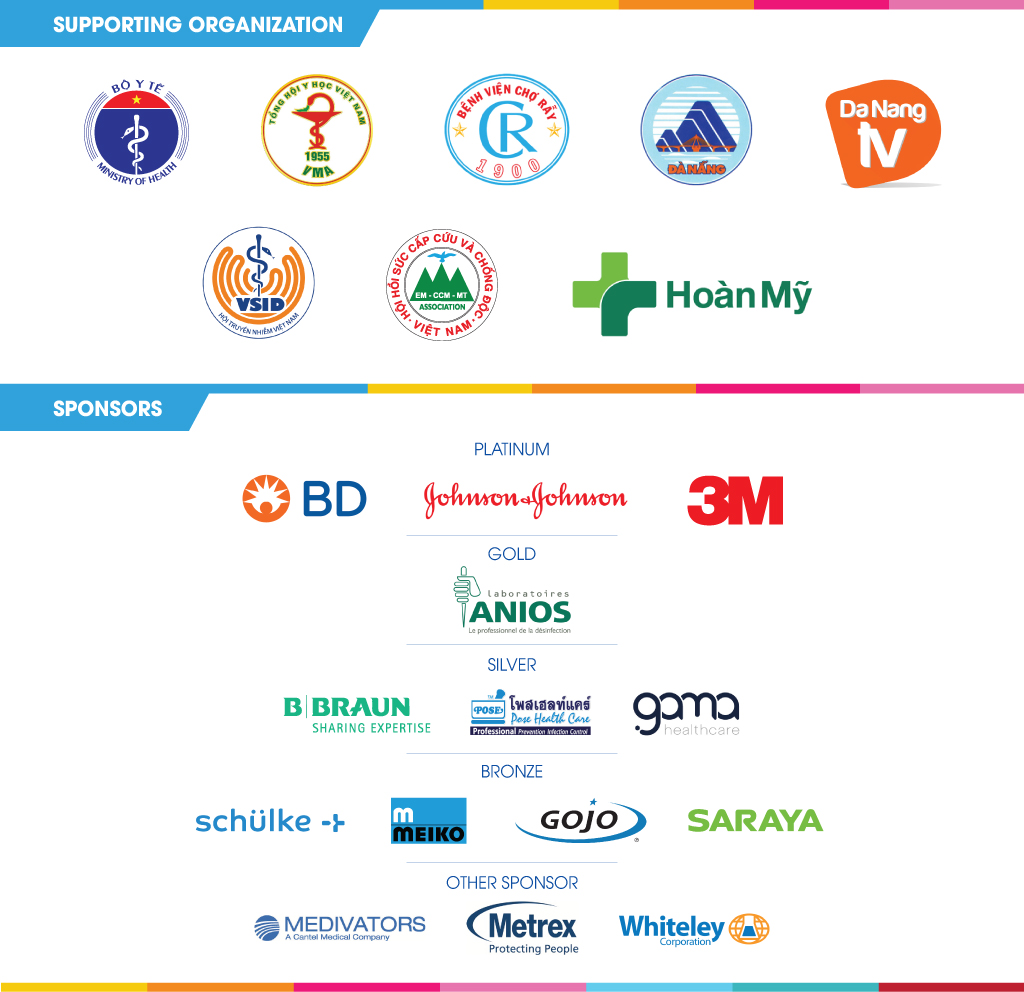 SUPPORTING ORGANIZATION
BỘ Y TẾ
MINISTRY OF HEALTH
TỔNG HỘI Y HỌC VIỆT NAM
1955
VMA
BỆNH VIỆN CHỢ RẪY
CR
1900
ĐÀ NẴNG
Da Nang
tv
VSID
HỘI TRUYỀN NHIỄM VIỆT NAM
HỘI HỒI SỨC CẤP CỨU VÀ CHỐNG ĐỘC
EM - CCM - MT
ASSOCIATION
VIỆT NAM
Hoàn Mỹ
SPONSORS
PLATINUM
BD
Johnson & Johnson
3M
GOLD
laboratoires
ANIOS
Le professionnel de la désinfection
SILVER
B|BRAUN
SHARING EXPERTISE
TM
POSE
โพสเฮลท์แคร์
Pose Health Care
Professional Prevention Infection Control
gama
healthcare
BRONZE
schülke
m
MEIKO
GOJO
®
SARAYA
OTHER SPONSOR
MEDIVATORS
A Cantel Medical Company
Metrex
Protecting People
Whiteley
Corporation